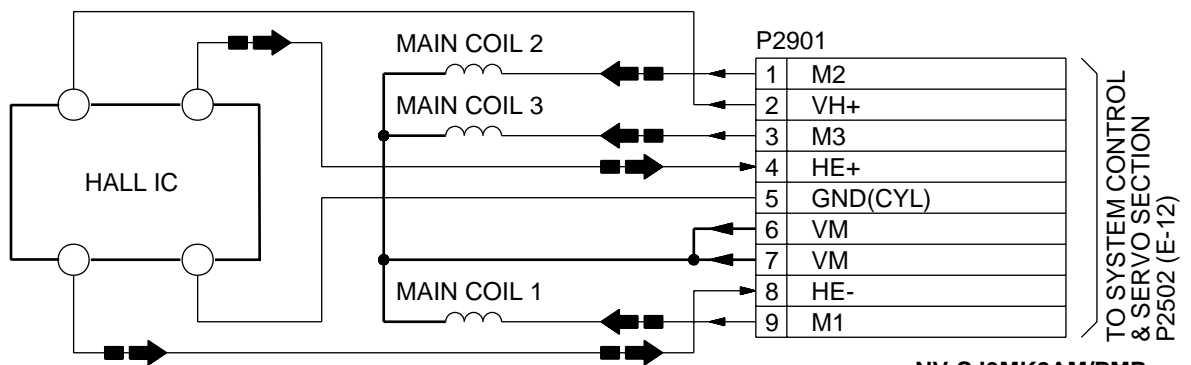 MAIN COIL 2
P2901
1 M2
2 VH+
MAIN COIL 3
3 M3
4 HE+
HALL IC
5 GND(CYL)
6 VM
7 VM
MAIN COIL 1
8 HE-
9 M1
TO SYSTEM CONTROL
& SERVO SECTION
P2502 (E-12)